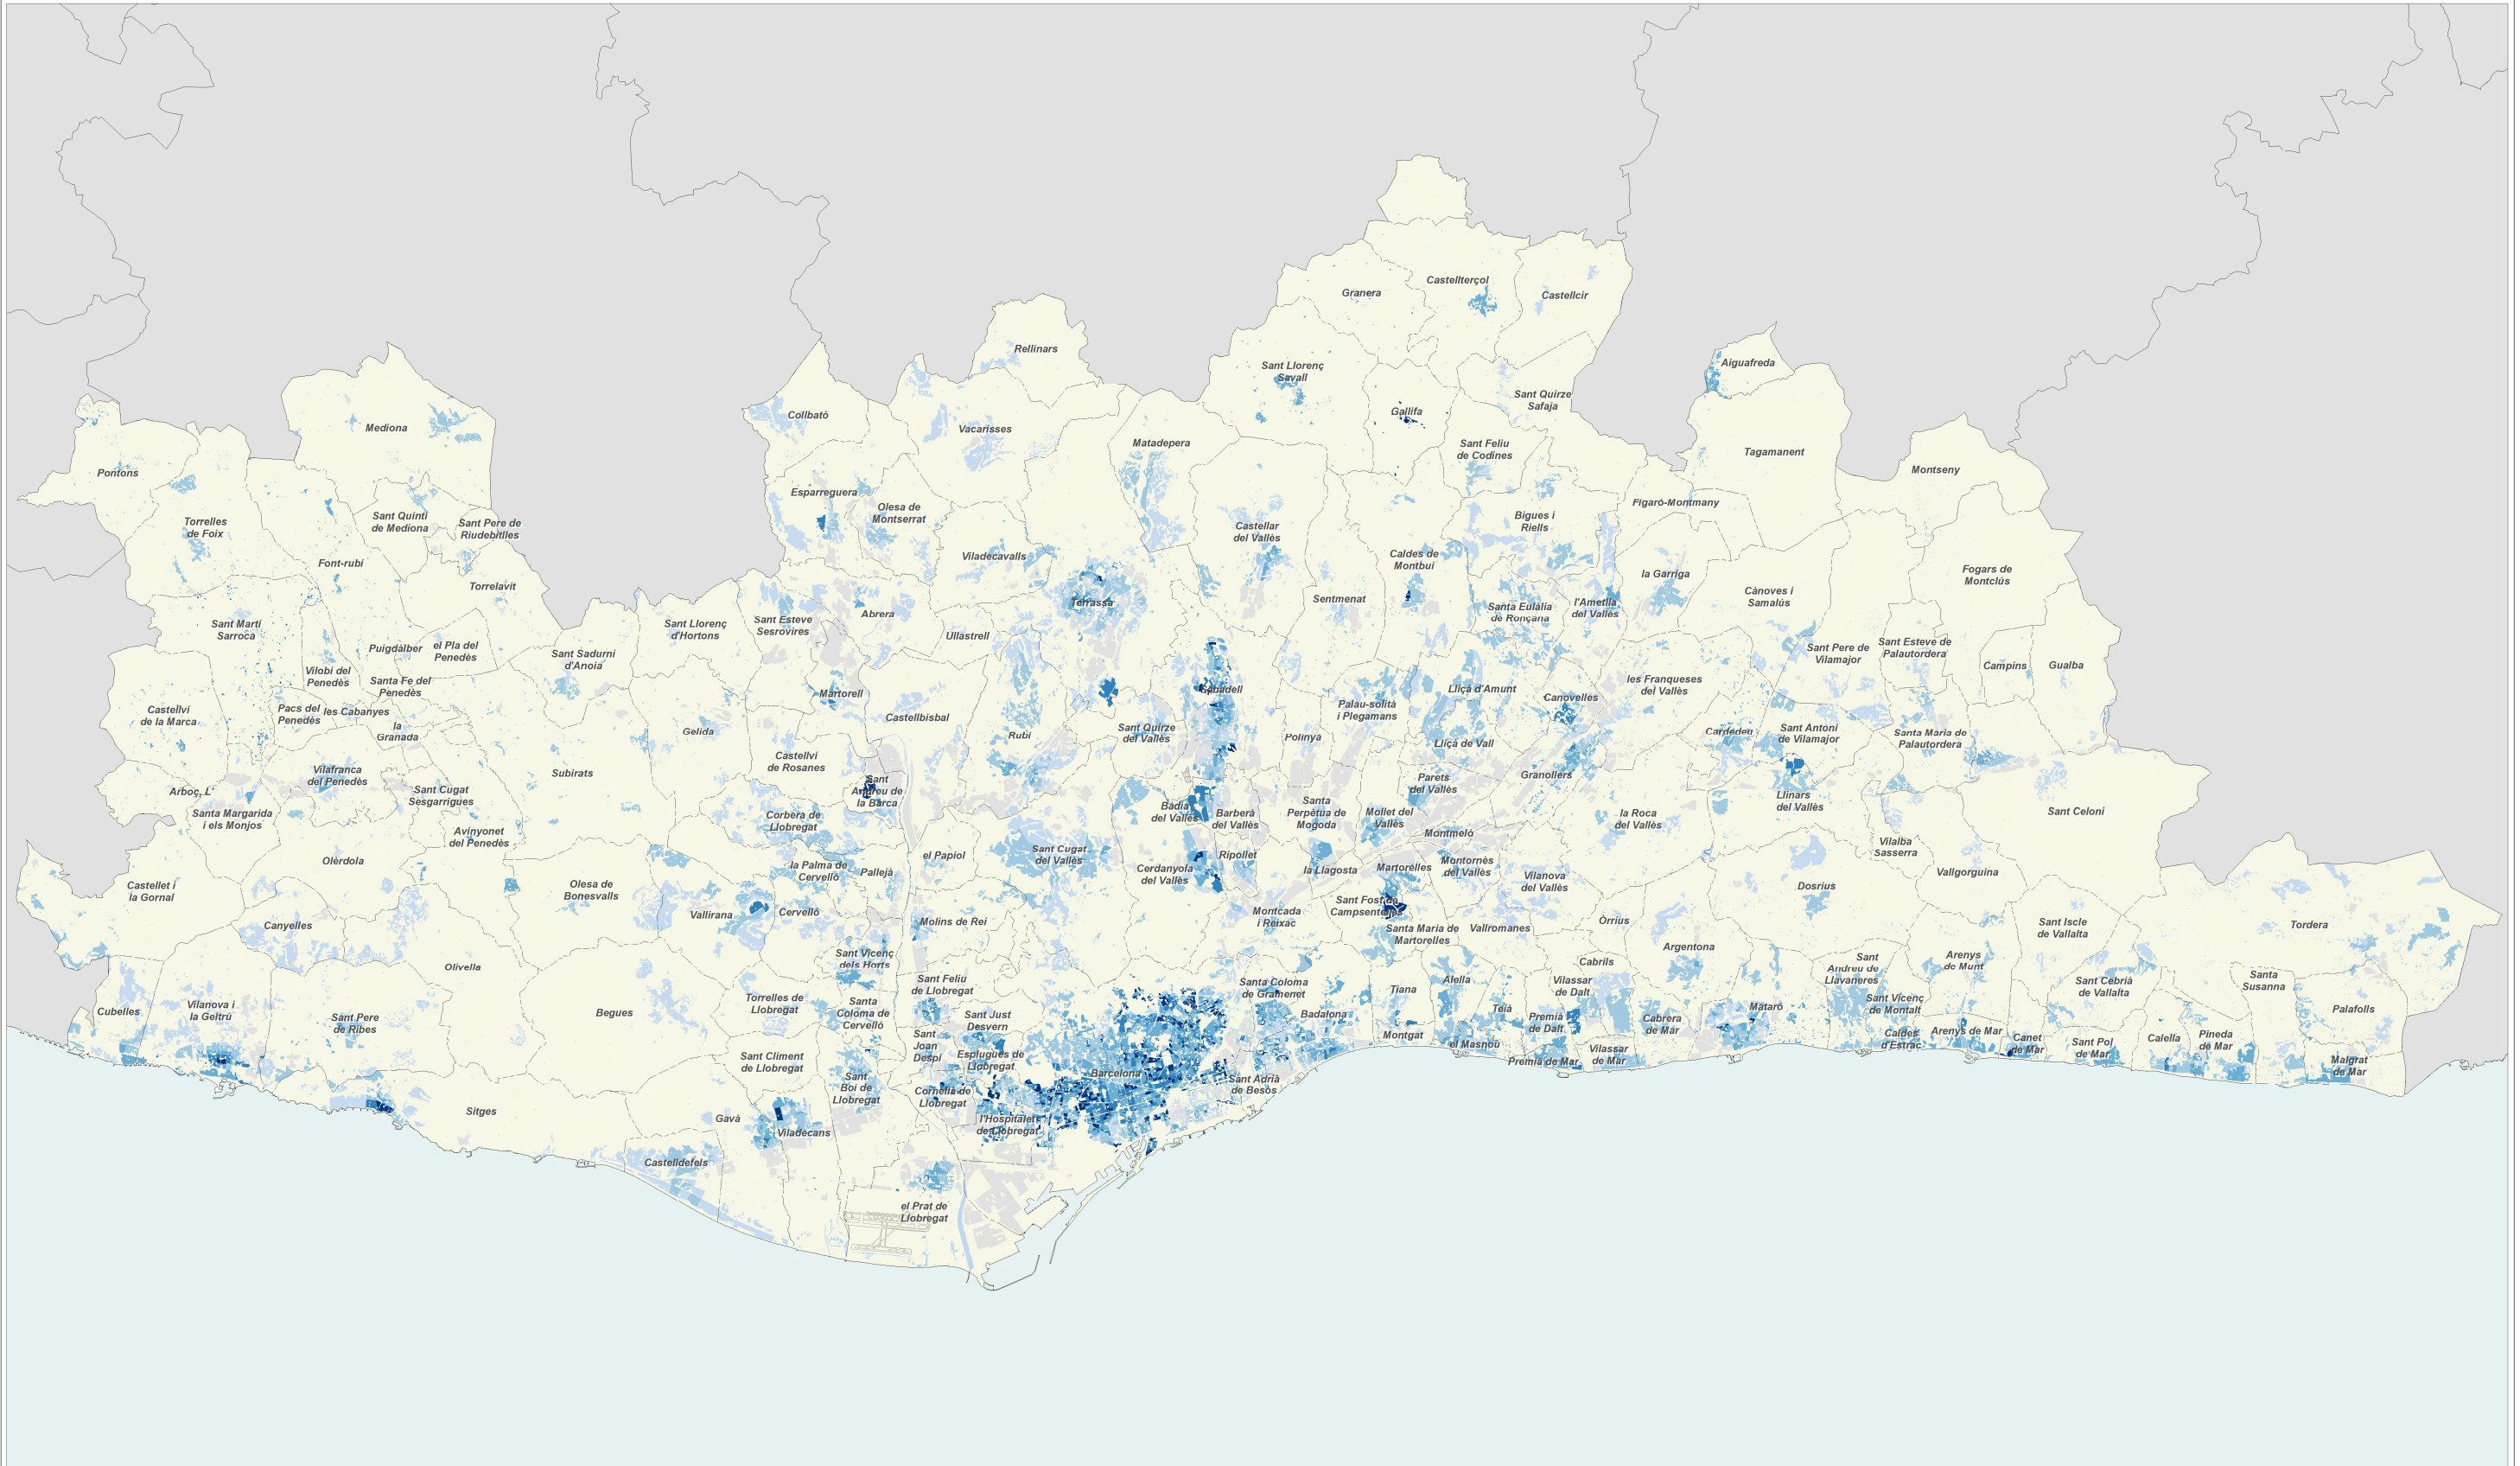 Castellterçol
Granera
Castellcir
Rellinars
Aiguafreda
Sant Llorenç
Savall
Sant Quirze
Safaja
Gallifa
Collbató
Mediona
Vacarisses
Matadepera
Sant Feliu
de Codines
Tagamanent
Montseny
Pontons
Esparreguera
Olesa de
Montserrat
Figaró-Montmany
Torrelles
de Foix
Sant Quintí
de Mediona
Sant Pere de
Riudebitlles
Castellar
del Vallès
Bigues i
Riells
Viladecavalls
Caldes de
Montbui
Font-rubí
la Garriga
Fogars de
Montclús
Torrelavit
Terrassa
Sentmenat
Santa Eulàlia
de Ronçana
l'Ametlla
del Vallès
Cànoves i
Samalús
Sant Martí
Sarroca
Sant Llorenç
d'Hortons
Sant Esteve
Sesrovires
Abrera
Ullastrell
Puigdàlber
el Pla del
Penedès
Sant Sadurní
d'Anoia
Sant Pere de
Vilamajor
Sant Esteve de
Palautordera
Campins
Gualba
Vilobí del
Penedès
Santa Fe del
Penedès
Martorell
Sabadell
Lliçà d'Amunt
Canovelles
les Franqueses
del Vallès
Castellví
de la Marca
Pacs del
Penedès
les Cabanyes
la
Granada
Gelida
Castellbisbal
Rubí
Sant Quirze
del Vallès
Polinyà
Palau-solità
i Plegamans
Lliçà de Vall
Cardedeu
Sant Antoni
de Vilamajor
Santa Maria de
Palautordera
Vilafranca
del Penedès
Subirats
Castellví
de Rosanes
Sant
Andreu de
la Barca
Granollers
Parets
del Vallès
Arboç, L'
Santa Margarida
i els Monjos
Sant Cugat
Sesgarrigues
Corbera de
Llobregat
Badia
del Vallès
Barberà
del Vallès
Santa
Perpètua de
Mogoda
Mollet del
Vallès
Montmeló
la Roca
del Vallès
Llinars
del Vallès
Sant Celoni
Avinyonet
del Penedès
Olèrdola
el Papiol
Sant Cugat
del Vallès
Ripollet
Vilalba
Sasserra
Castellet i
la Gornal
Olesa de
Bonesvalls
la Palma de
Cervelló
Pallejà
Cerdanyola
del Vallès
la Llagosta
Martorelles
Montornès
del Vallès
Vilanova
del Vallès
Dosrius
Vallgorguina
Canyelles
Vallirana
Cervelló
Molins de Rei
Montcada
i Reixac
Sant Fost de
Campsentelles
Santa Maria de
Martorelles
Vallromanes
Òrrius
Sant Iscle
de Vallalta
Tordera
Olivella
Sant Vicenç
dels Horts
Argentona
Cabrils
Sant
Andreu de
Llavaneres
Arenys
de Munt
Cubelles
Vilanova i
la Geltrú
Sant Pere
de Ribes
Begues
Torrelles de
Llobregat
Santa
Coloma de
Cervelló
Sant Feliu
de Llobregat
Santa Coloma
de Gramenet
Tiana
Alella
Vilassar
de Dalt
Sant Cebrià
de Vallalta
Santa
Susanna
Sant Just
Desvern
Badalona
Teià
Premià
de Dalt
Cabrera
de Mar
Mataró
Sant Vicenç
de Montalt
Palafolls
Sant
Joan
Despí
Montgat
el Masnou
Premià de Mar
Vilassar
de Mar
Caldes
d'Estrac
Arenys de Mar
Canet
de Mar
Sant Pol
de Mar
Calella
Pineda
de Mar
Malgrat
de Mar
Sant Climent
de Llobregat
Esplugues de
Llobregat
Barcelona
Sant Adrià
de Besòs
Sant
Boi de
Llobregat
Cornellà de
Llobregat
Sitges
Gavà
Viladecans
l'Hospitalet
de Llobregat
Castelldefels
el Prat de
Llobregat